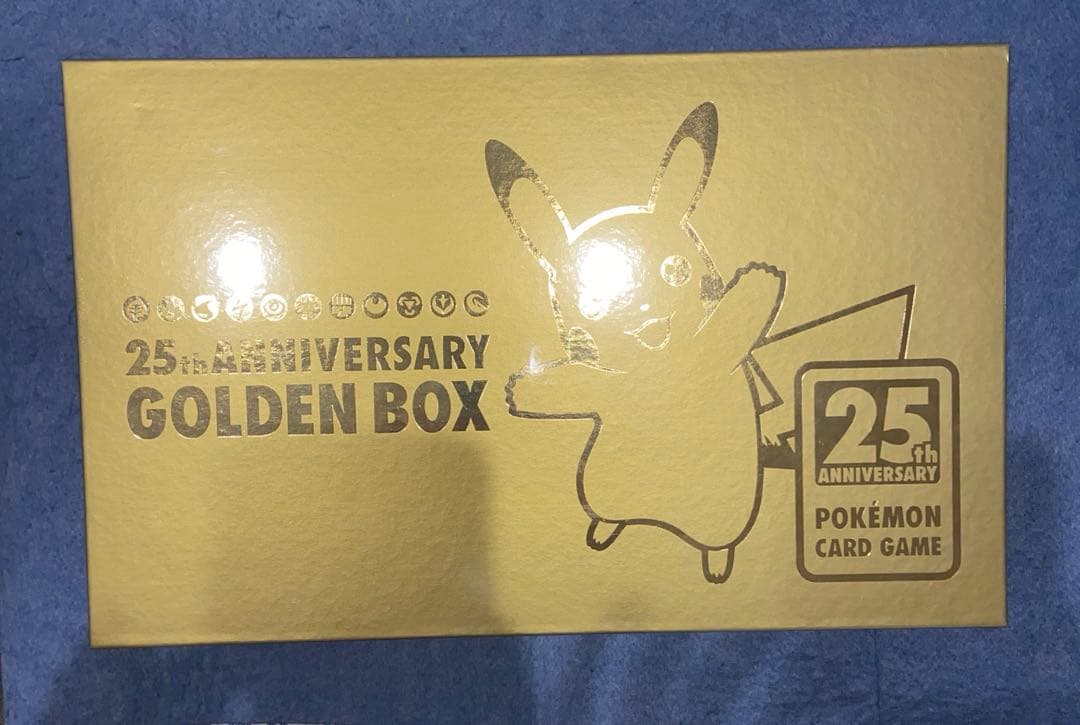 25th ANNIVERSARY
GOLDEN BOX
25th
ANNIVERSARY
POKÉMON
CARD GAME